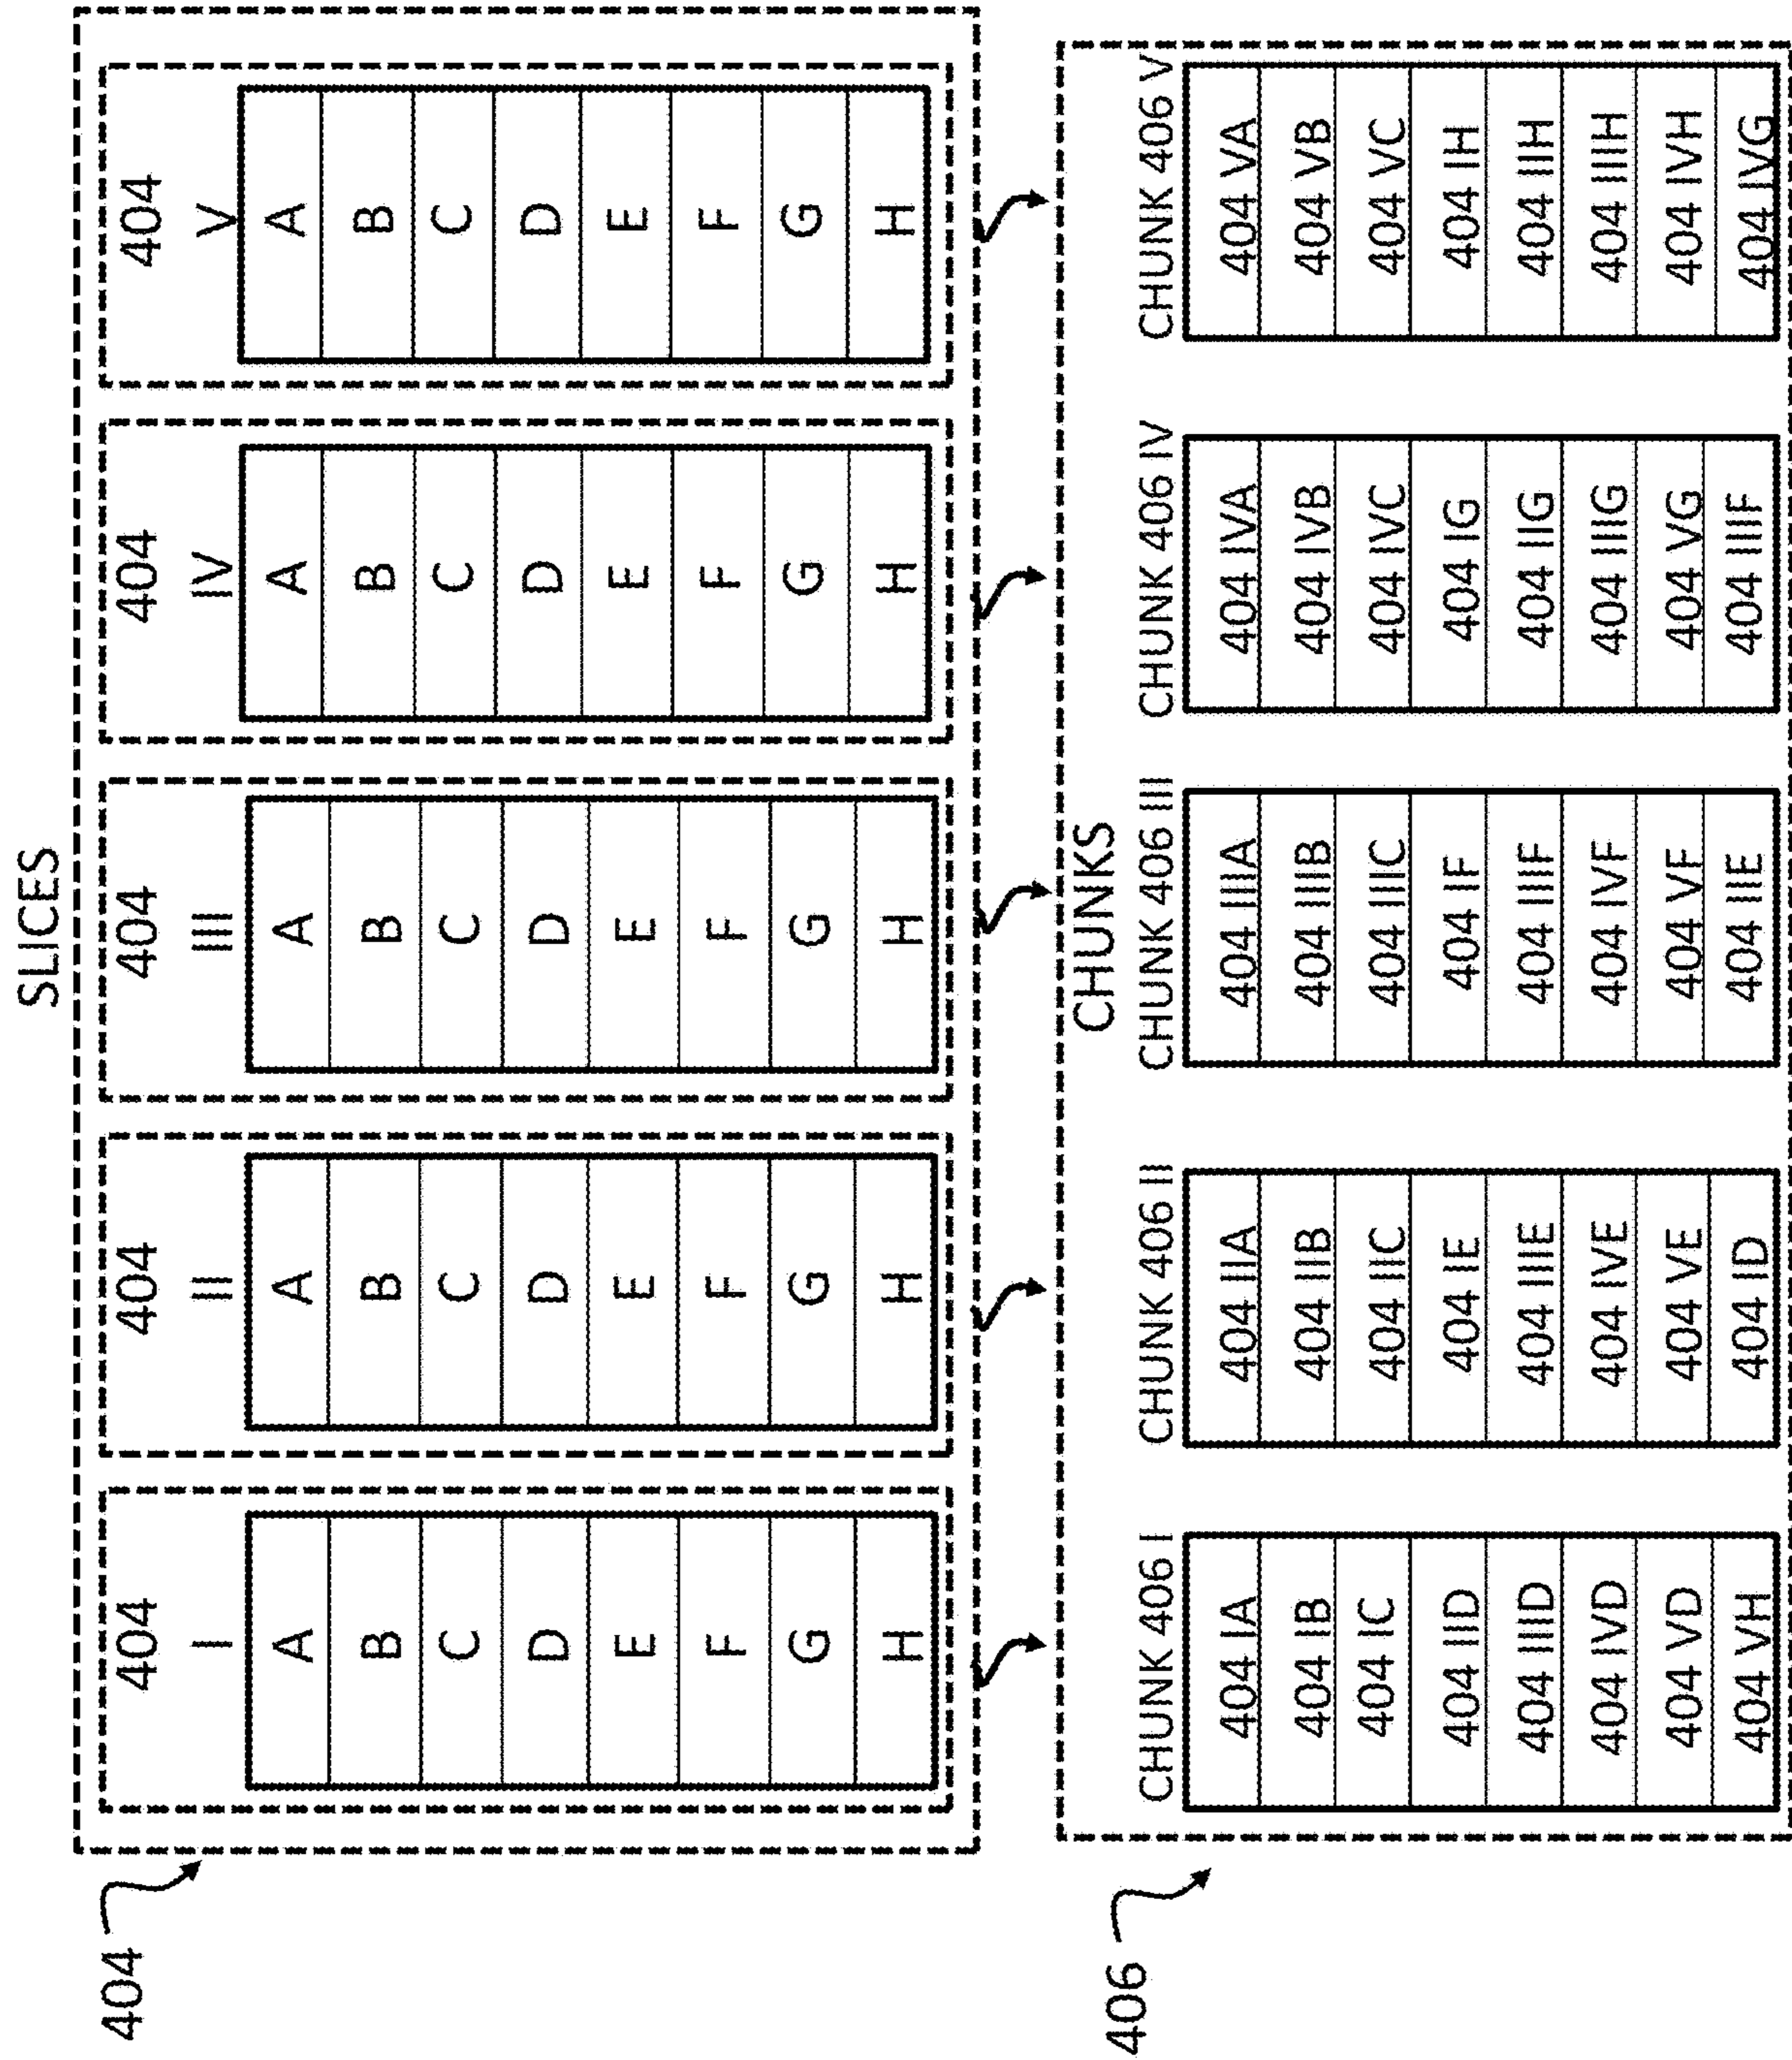 SLICES
404
404
I
A
B
C
D
E
F
G
H
404
II
A
B
C
D
E
F
G
H
404
III
A
B
C
D
E
F
G
H
404
IV
A
B
C
D
E
F
G
H
404
V
A
B
C
D
E
F
G
H
CHUNKS
406
CHUNK 406 I
404 IA
404 IB
404 IC
404 IID
404 IIID
404 IVD
404 VD
404 VH
CHUNK 406 II
404 IIA
404 IIB
404 IIC
404 IE
404 IIIE
404 IVE
404 VE
404 ID
CHUNK 406 III
404 IIIA
404 IIIB
404 IIIC
404 IF
404 IIIF
404 IVF
404 VF
404 IIE
CHUNK 406 IV
404 IVA
404 IVB
404 IVC
404 IG
404 IIG
404 IIIG
404 VG
404 IIIF
CHUNK 406 V
404 VA
404 VB
404 VC
404 IH
404 IIH
404 IIIH
404 IVH
404 IVG